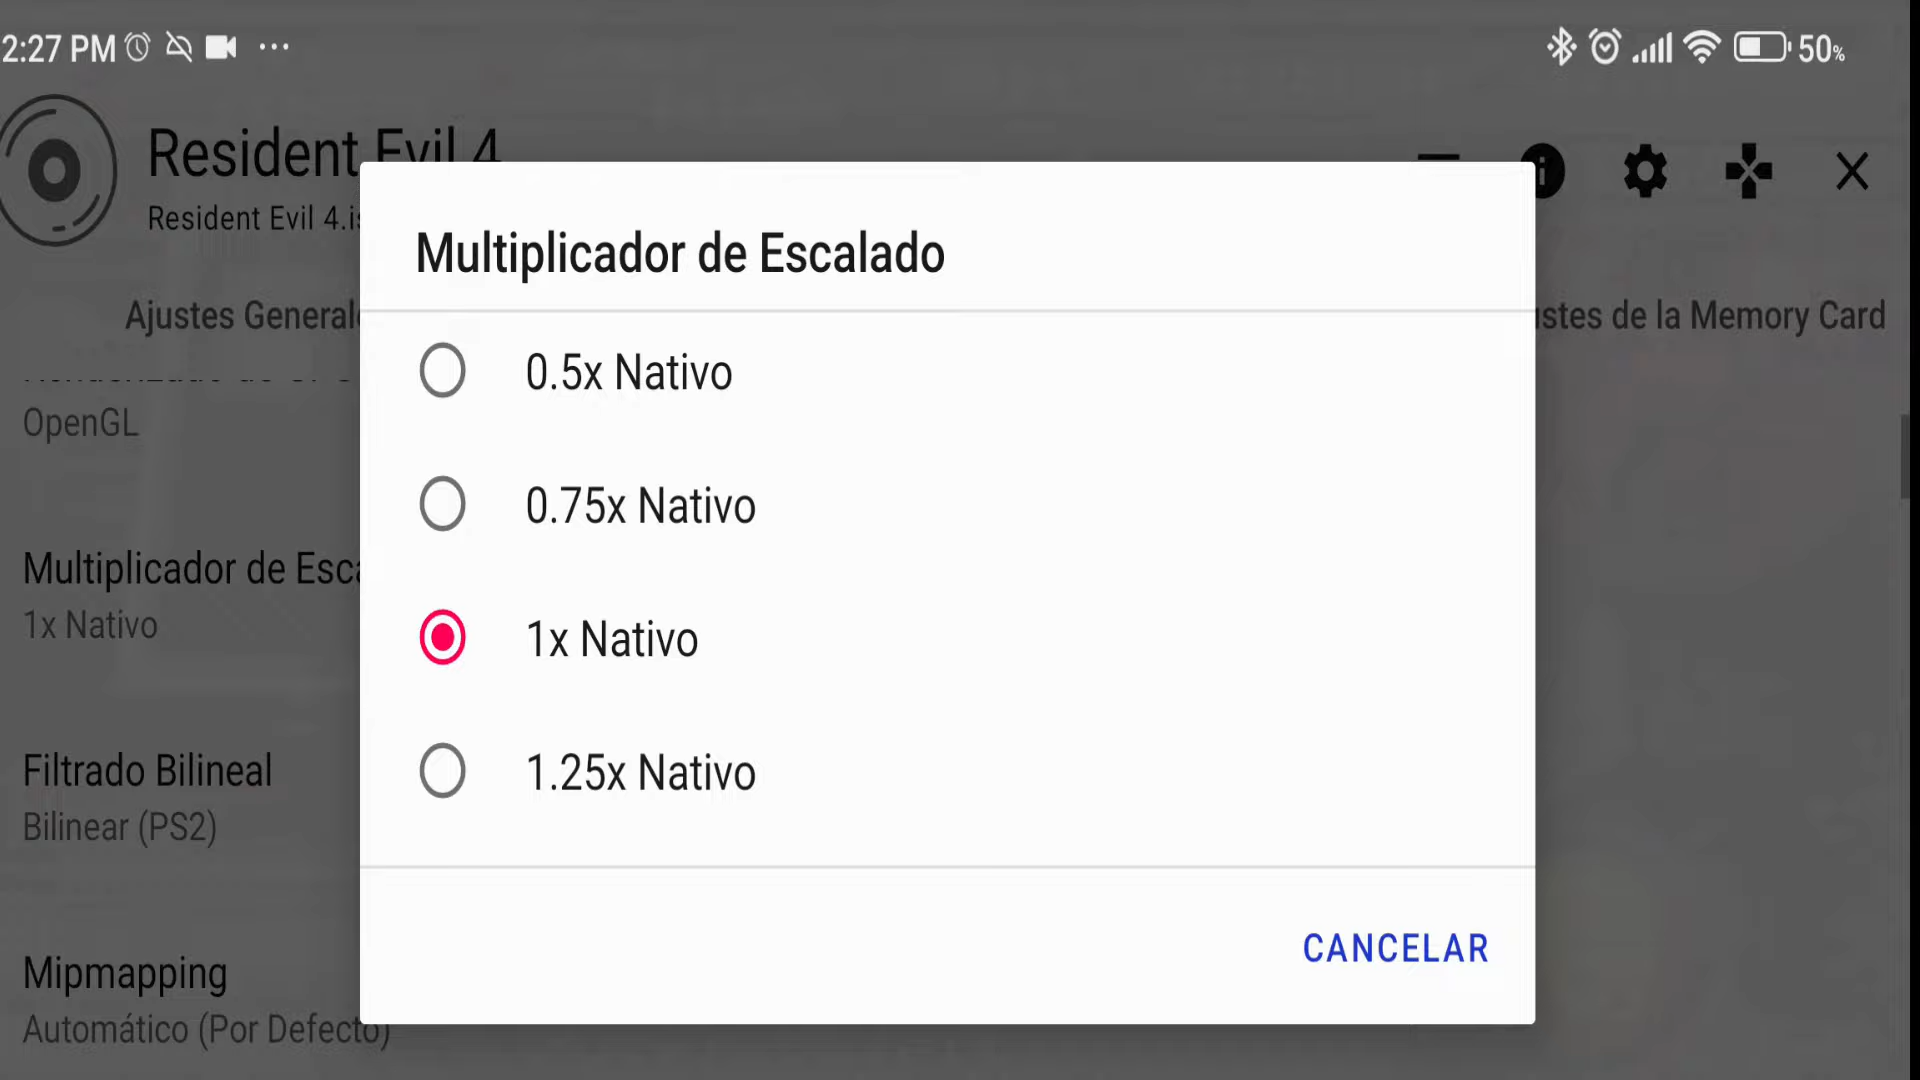 2:27 PM
50%
Resident Evil 4
Resident Evil 4.is
Ajustes General
stes de la Memory Card
OpenGL
Multiplicador de Esca
1x Nativo
Filtrado Bilineal
Bilinear (PS2)
Mipmapping
Automático (Por Defecto)
Multiplicador de Escalado
0.5x Nativo
0.75x Nativo
1x Nativo
1.25x Nativo
CANCELAR